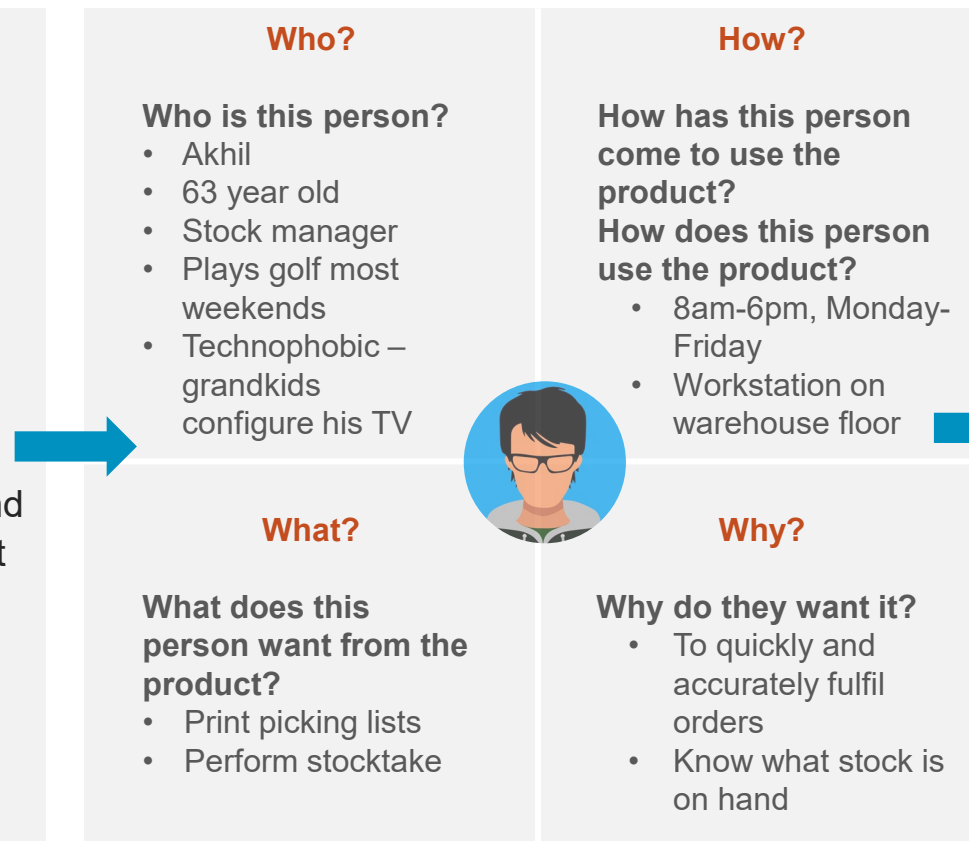 Who?
Who is this person?
• Akhil
• 63 year old
• Stock manager
• Plays golf most
weekends
• Technophobic –
grandkids
configure his TV
How?
How has this person
come to use the
product?
How does this person
use the product?
• 8am-6pm, Monday-
Friday
• Workstation on
warehouse floor
What?
What does this
person want from the
product?
• Print picking lists
• Perform stocktake
Why?
Why do they want it?
• To quickly and
accurately fulfil
orders
• Know what stock is
on hand